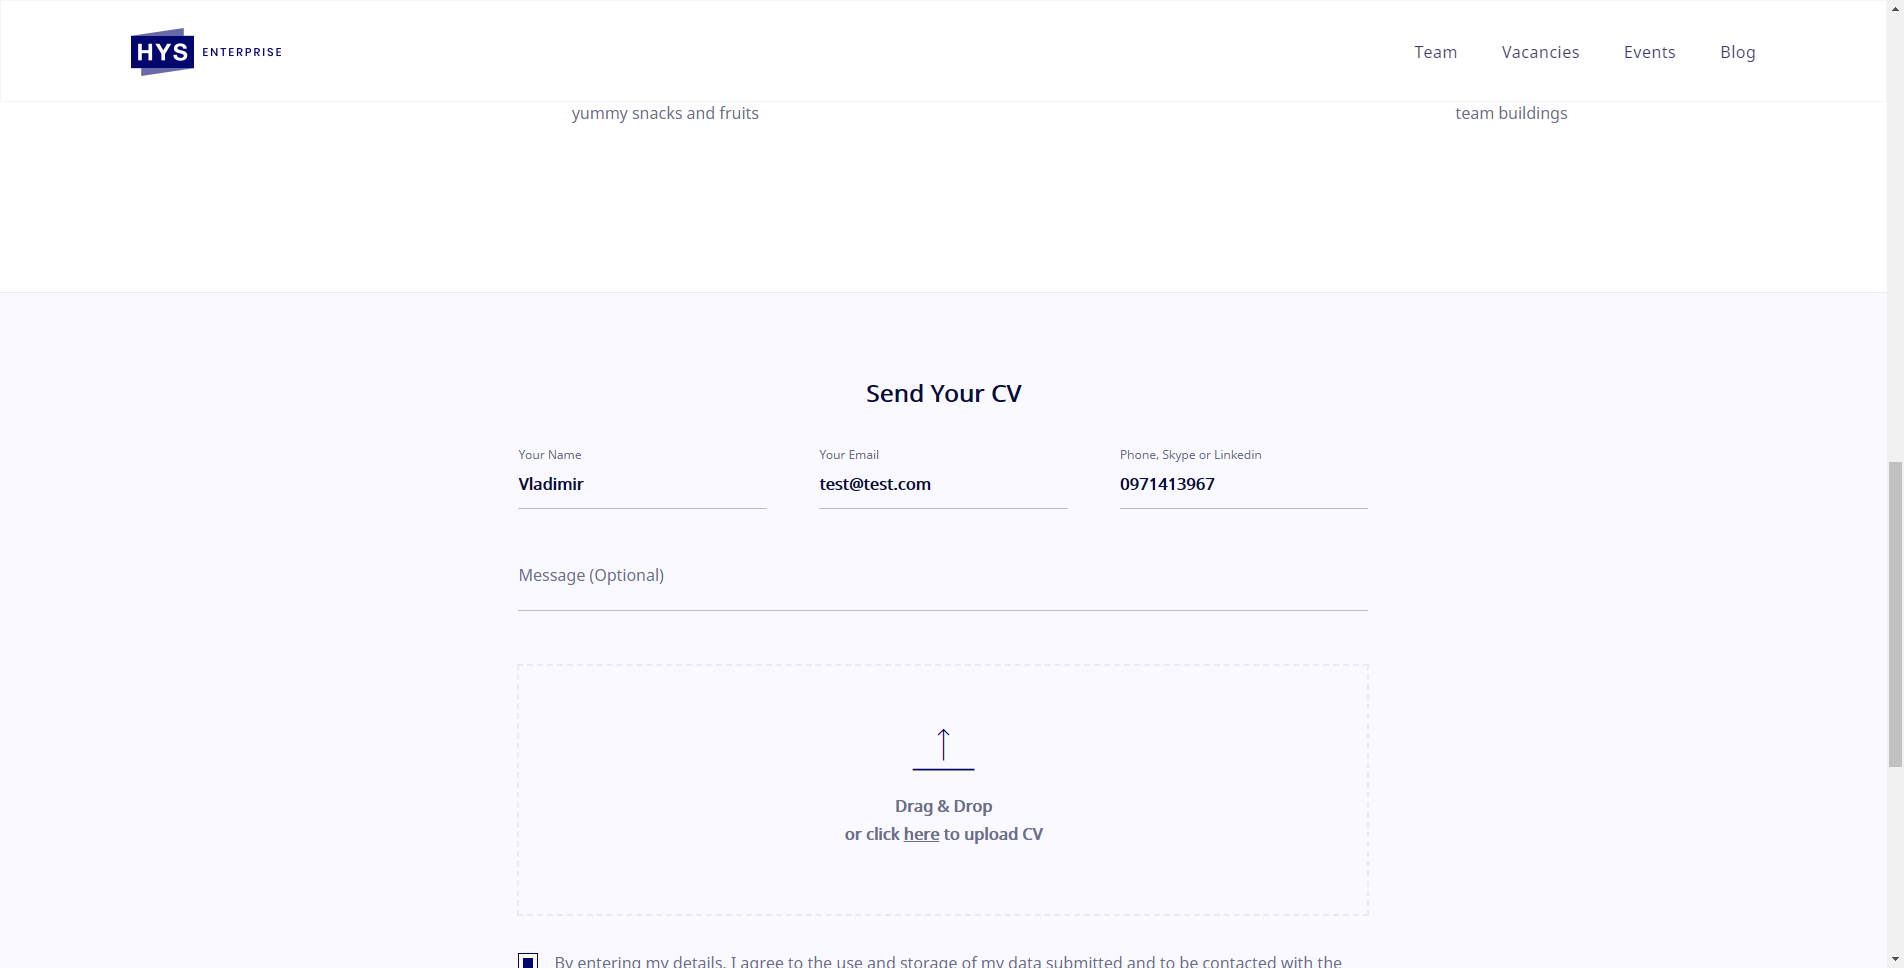 HYS ENTERPRISE
Team Vacancies Events Blog
yummy snacks and fruits
team buildings
Send Your CV
Your Name
Vladimir
Your Email
test@test.com
Phone, Skype or Linkedin
0971413967
Message (Optional)
Drag & Drop
or click here to upload CV
By entering my details, I agree to the use and storage of my data submitted and to be contacted with the